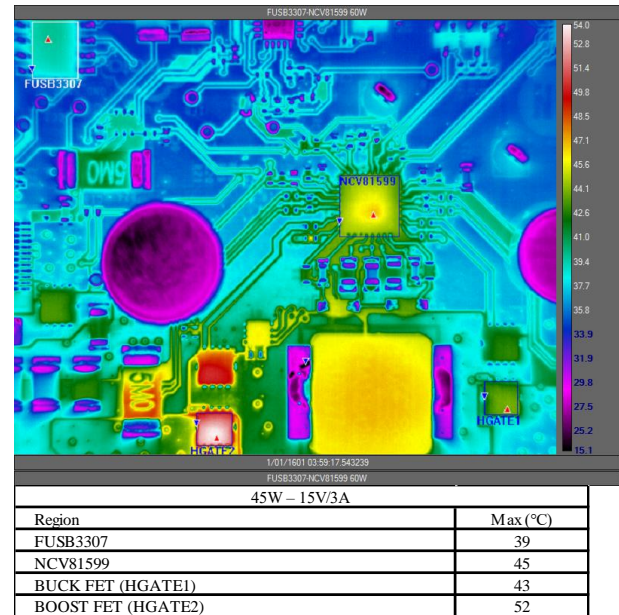 FUSB3307-NCV81599 60W
54.0
52.8
51.4
49.8
48.5
47.1
45.6
44.1
42.6
41.0
39.4
37.7
35.8
33.9
31.9
29.8
27.5
25.2
15.1
FUSB3307
5M0
NCV81599
5M0
HGATE1
HGATE2
1/01/1601 03:59:17.543239
FUSB3307-NCV81599 60W
45W – 15V/3A
Region Max (°C)
FUSB3307 39
NCV81599 45
BUCK FET (HGATE1) 43
BOOST FET (HGATE2) 52